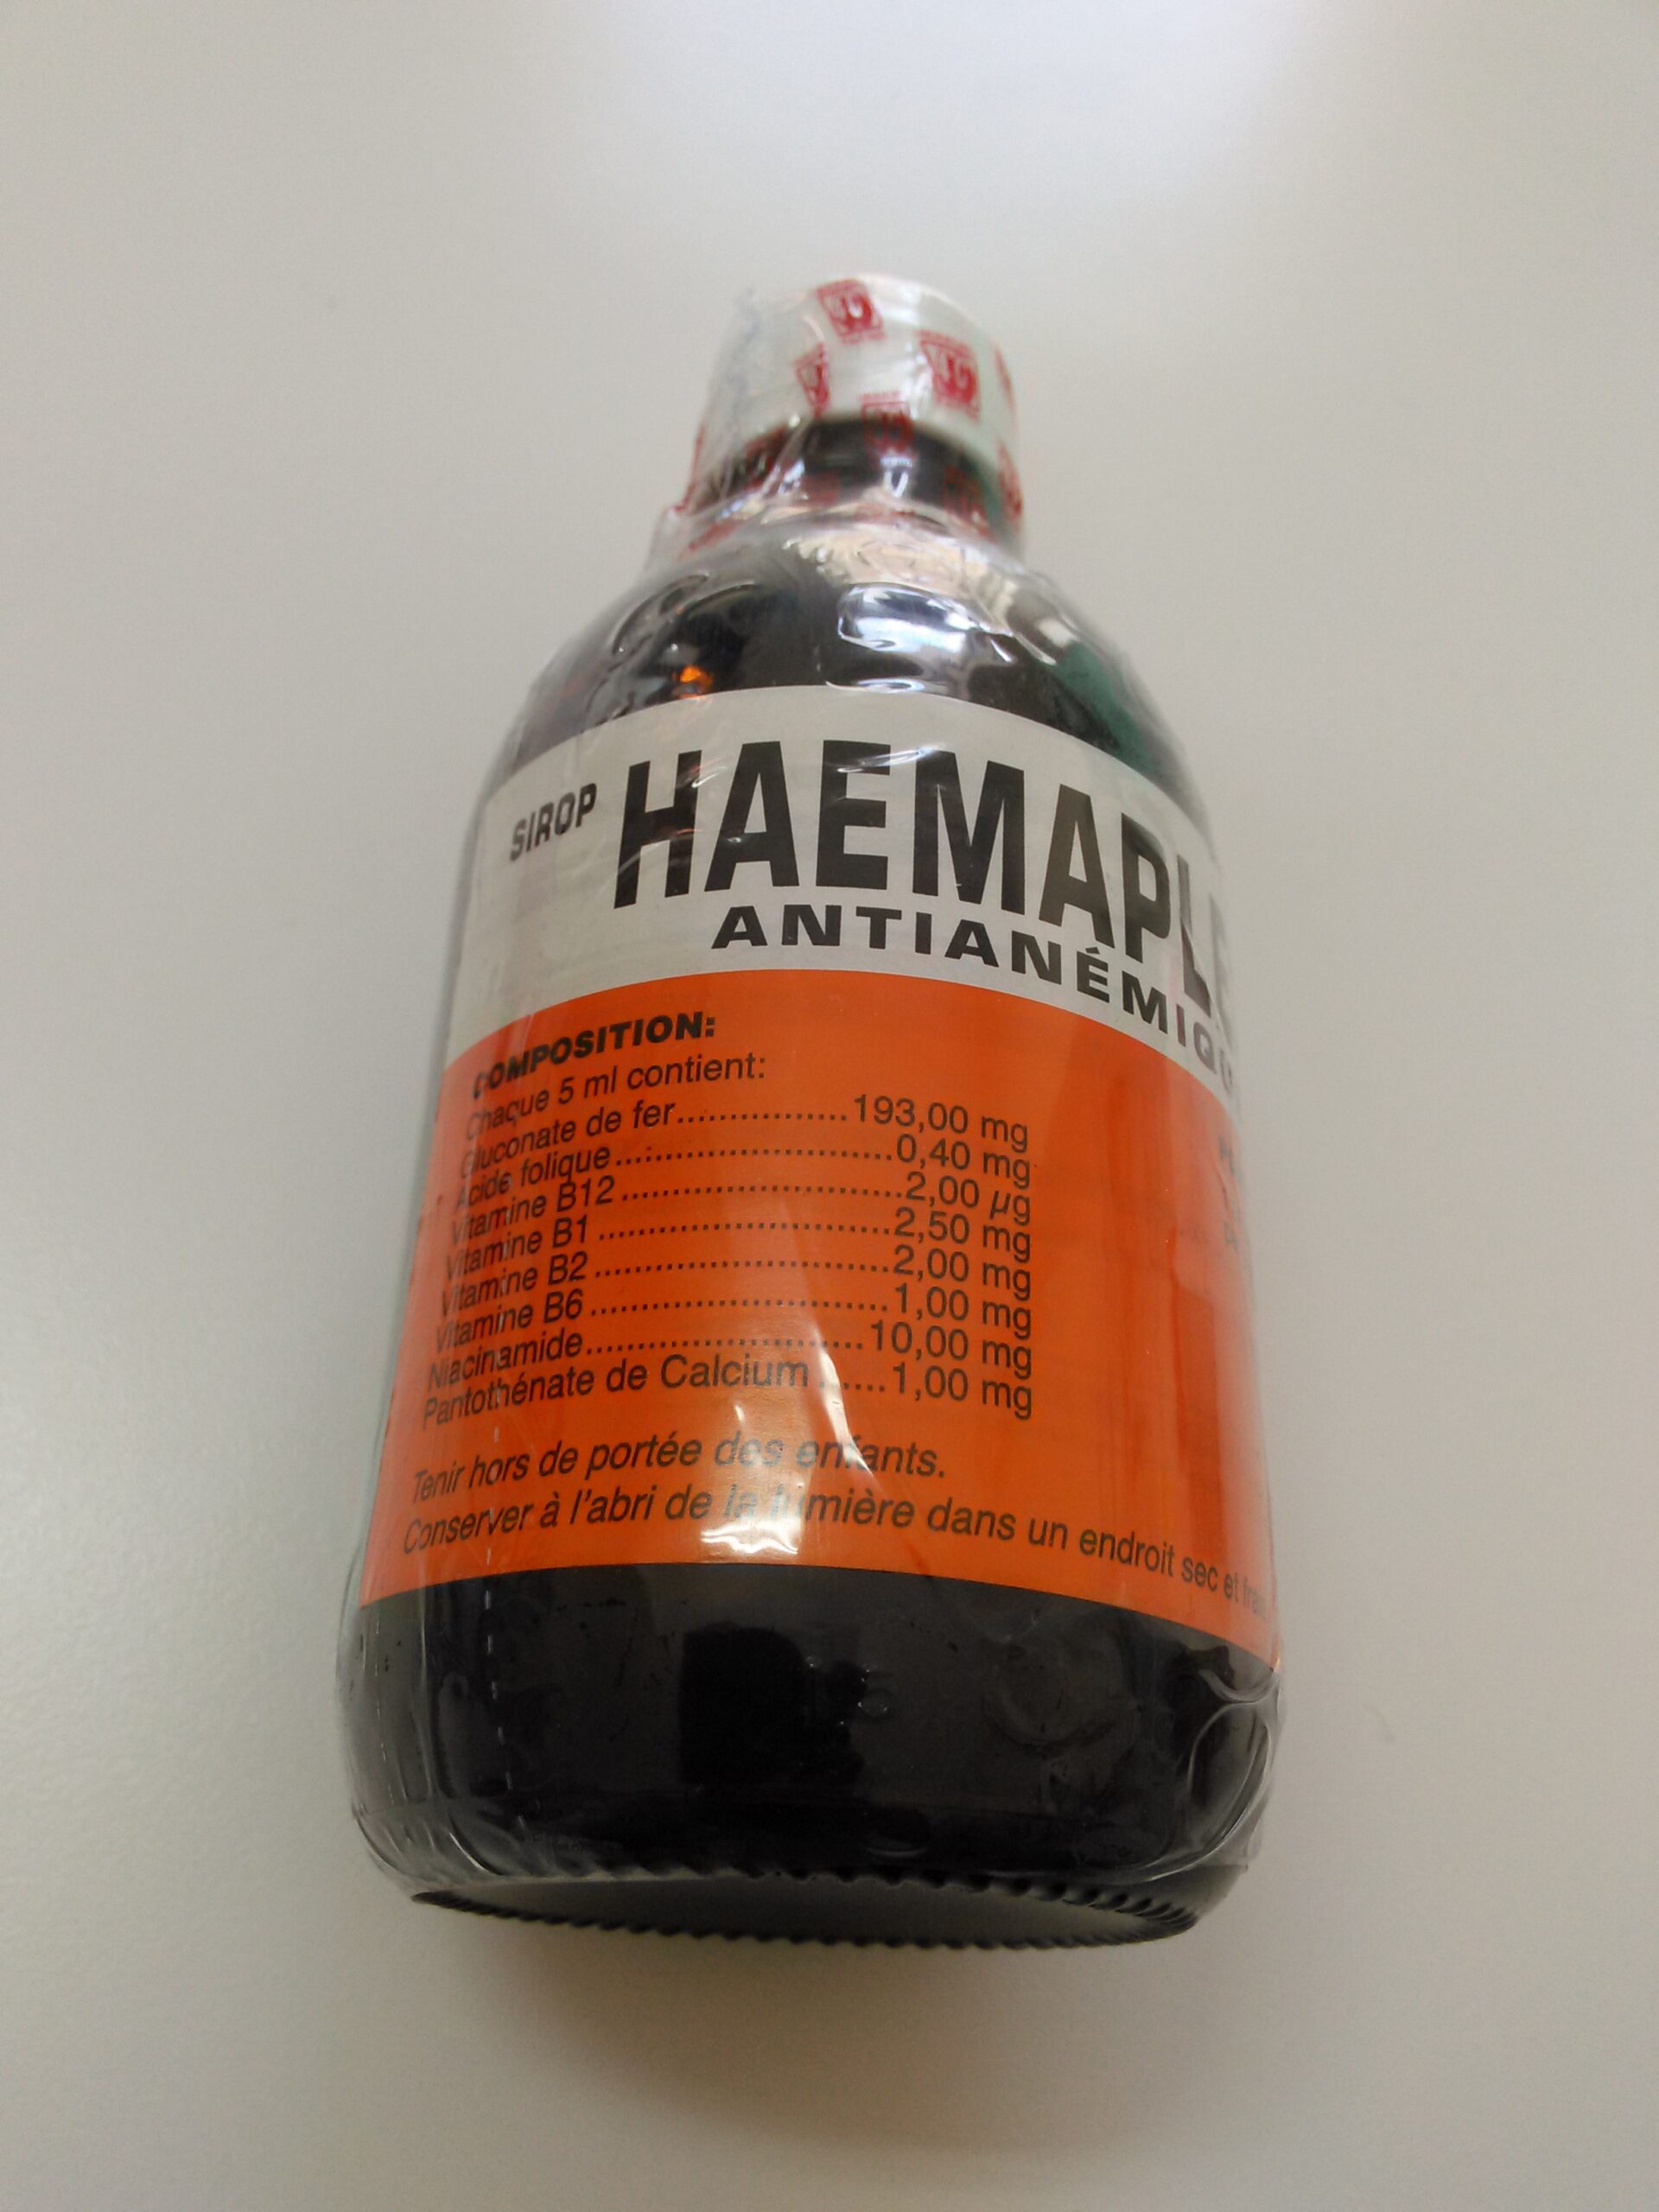 SIROP
ANTIANÉMIQU
COMPOSITION:
Chaque 5 ml contient:
Gluconate de fer................193,00 mg
Acide folique............................0,40 mg
Vitamine B12............................2,00 µg
Vitamine B1.............................2,50 mg
Vitamine B2.............................2,00 mg
Vitamine B6.............................1,00 mg
Niacinamide...........................10,00 mg
Pantothénate de Calcium.......1,00 mg
Tenir hors de portée des enfants.
Conserver à l'abri de la lumière dans un endroit sec et frais